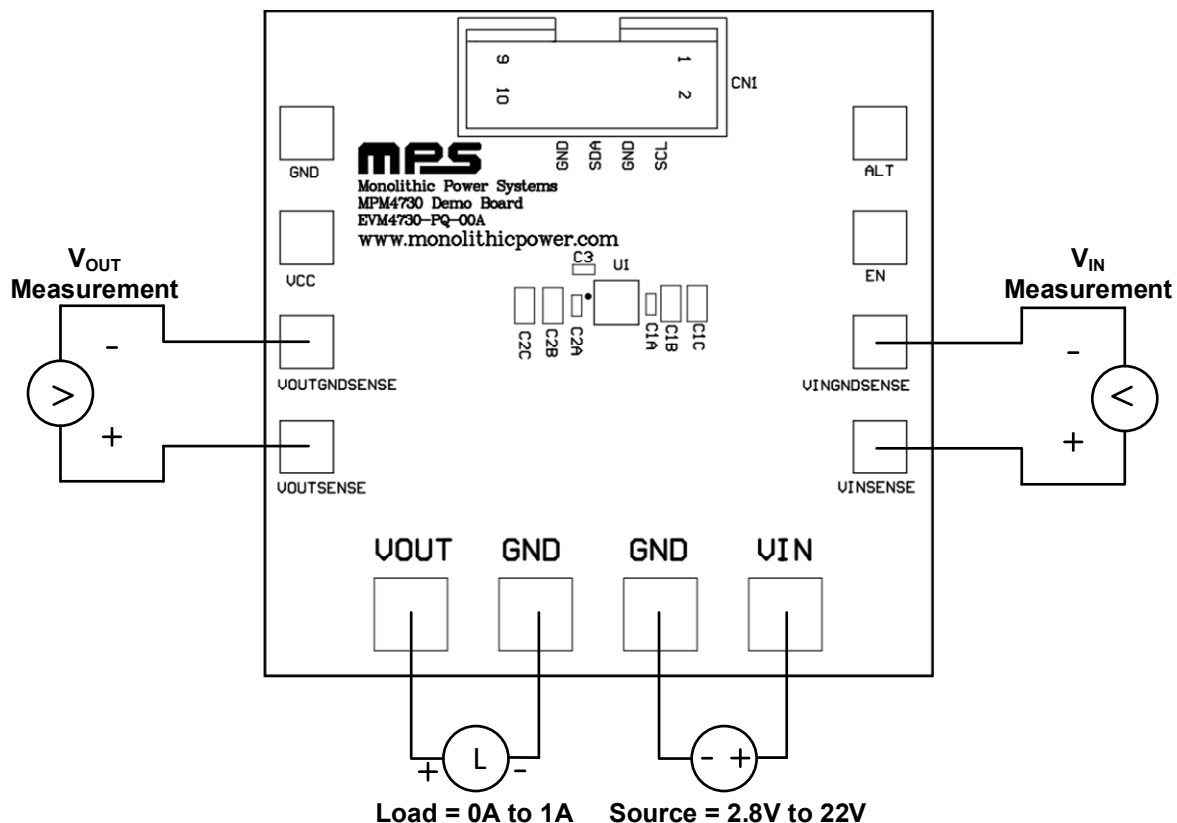 9
1
10
2
CN1
GND
SDA
GND
SCL
GND
ALT
MPS
Monolithic Power Systems
MPM4730 Demo Board
EVM4730-PQ-00A
www.monolithicpower.com
VCC
EN
C3
U1
C2C
C2B
C2A
C1A
C1B
C1C
VOUT
Measurement
VIN
Measurement
-
-
V
V
+
+
VOUTGNDSENSE
VINGNDSENSE
VOUTSENSE
VINSENSE
VOUT
GND
GND
VIN
+
L
-
-
+
Load = 0A to 1A
Source = 2.8V to 22V